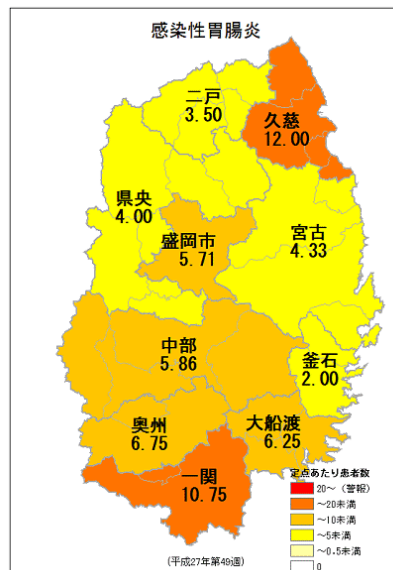 感染性胃腸炎
二戸
3.50
久慈
12.00
県央
4.00
盛岡市
5.71
宮古
4.33
中部
5.86
釜石
2.00
奥州
6.75
大船渡
6.25
一関
10.75
定点あたり患者数
20～（警報）
～20未満
～10未満
～5未満
～0.5未満
0
(平成27年第49週)